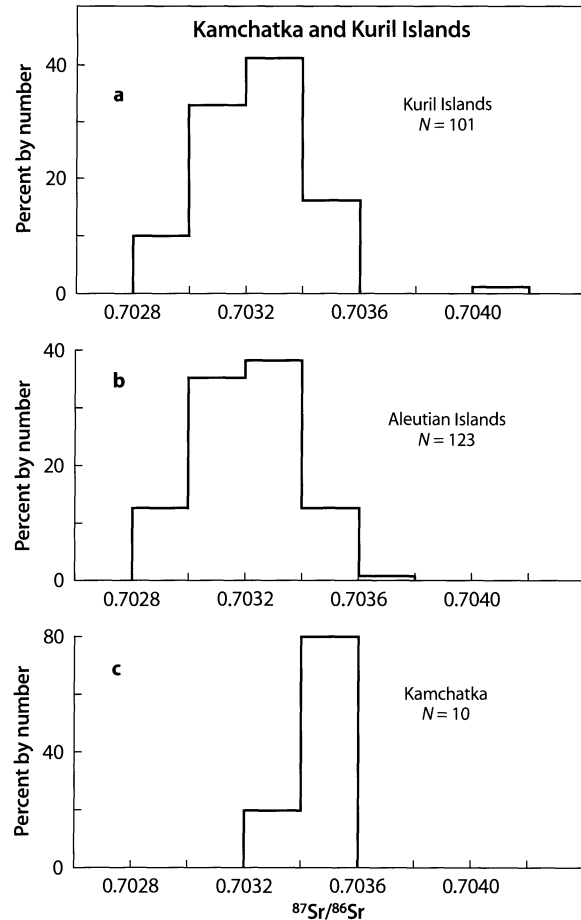 Kamchatka and Kuril Islands
Percent by number
40
20
0
a
Kuril Islands
N = 101
0.7028 0.7032 0.7036 0.7040
Percent by number
40
20
0
b
Aleutian Islands
N = 123
0.7028 0.7032 0.7036 0.7040
Percent by number
80
40
0
c
Kamchatka
N = 10
0.7028 0.7032 0.7036 0.7040
⁸⁷Sr/⁸⁶Sr